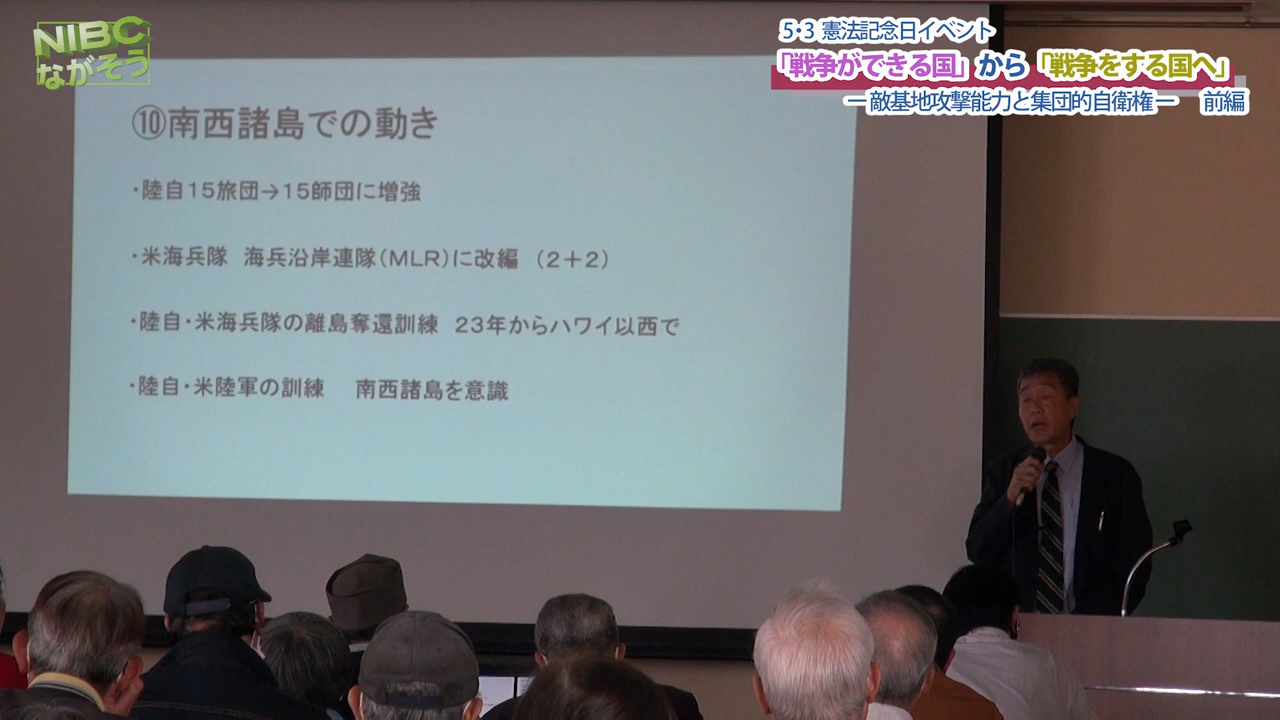 NIBC
ながそう
5・3 憲法記念日イベント
「戦争ができる国」から「戦争をする国へ」
ー敵基地攻撃能力と集団的自衛権ー　前編
⑩南西諸島での動き
・陸自15旅団→15師団に増強
・米海兵隊　海兵沿岸連隊(MLR)に改編　(2+2)
・陸自・米海兵隊の離島奪還訓練　23年からハワイ以西で
・陸自・米陸軍の訓練　南西諸島を意識